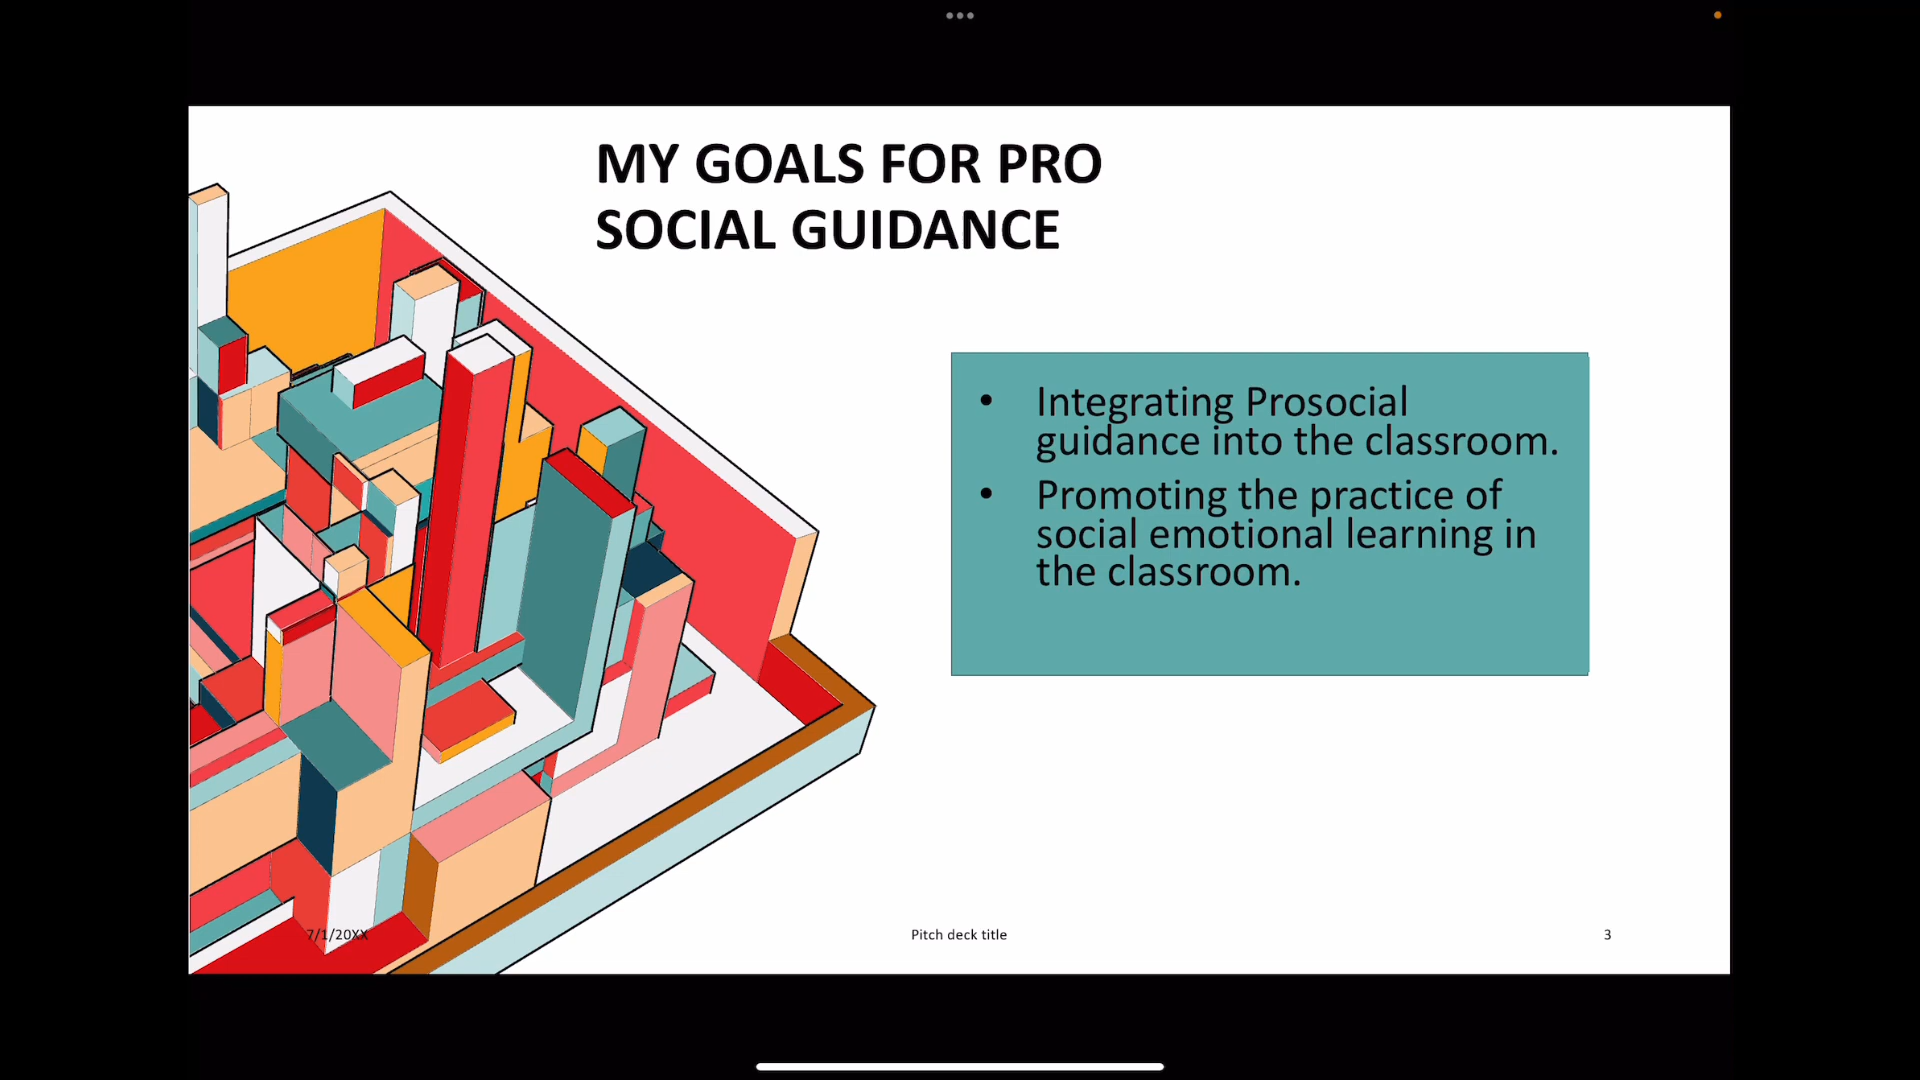 MY GOALS FOR PRO
SOCIAL GUIDANCE
• Integrating Prosocial
guidance into the classroom.
• Promoting the practice of
social emotional learning in
the classroom.
7/1/20XX
Pitch deck title
3